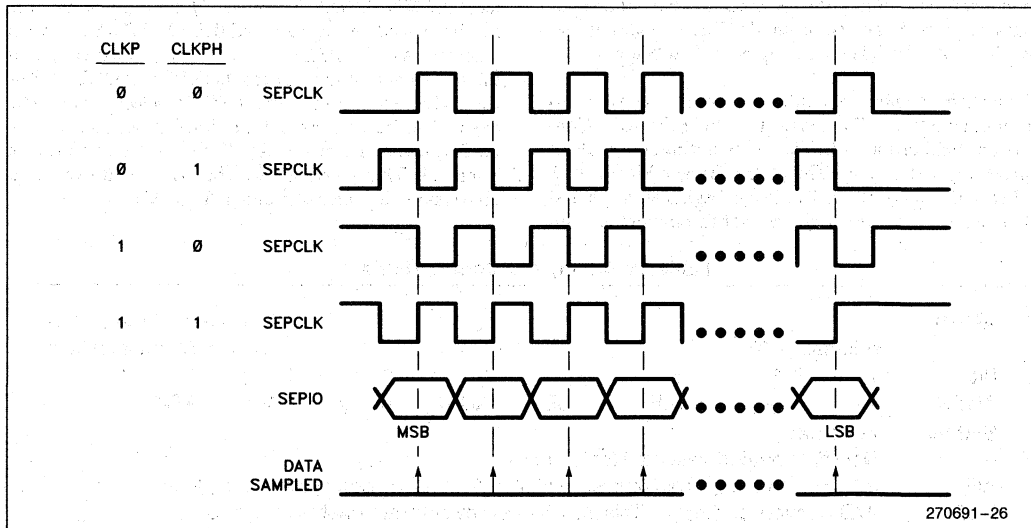 CLKP CLKPH
Ø Ø SEPCLK
Ø 1 SEPCLK
1 Ø SEPCLK
1 1 SEPCLK
SEPIO
MSB LSB
DATA
SAMPLED
270691-26